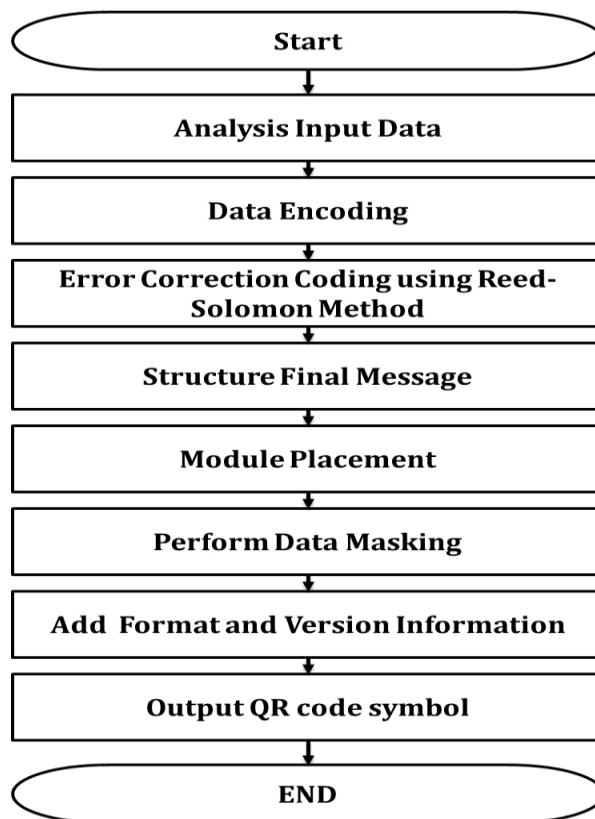 Start
Analysis Input Data
Data Encoding
Error Correction Coding using Reed-
Solomon Method
Structure Final Message
Module Placement
Perform Data Masking
Add Format and Version Information
Output QR code symbol
END